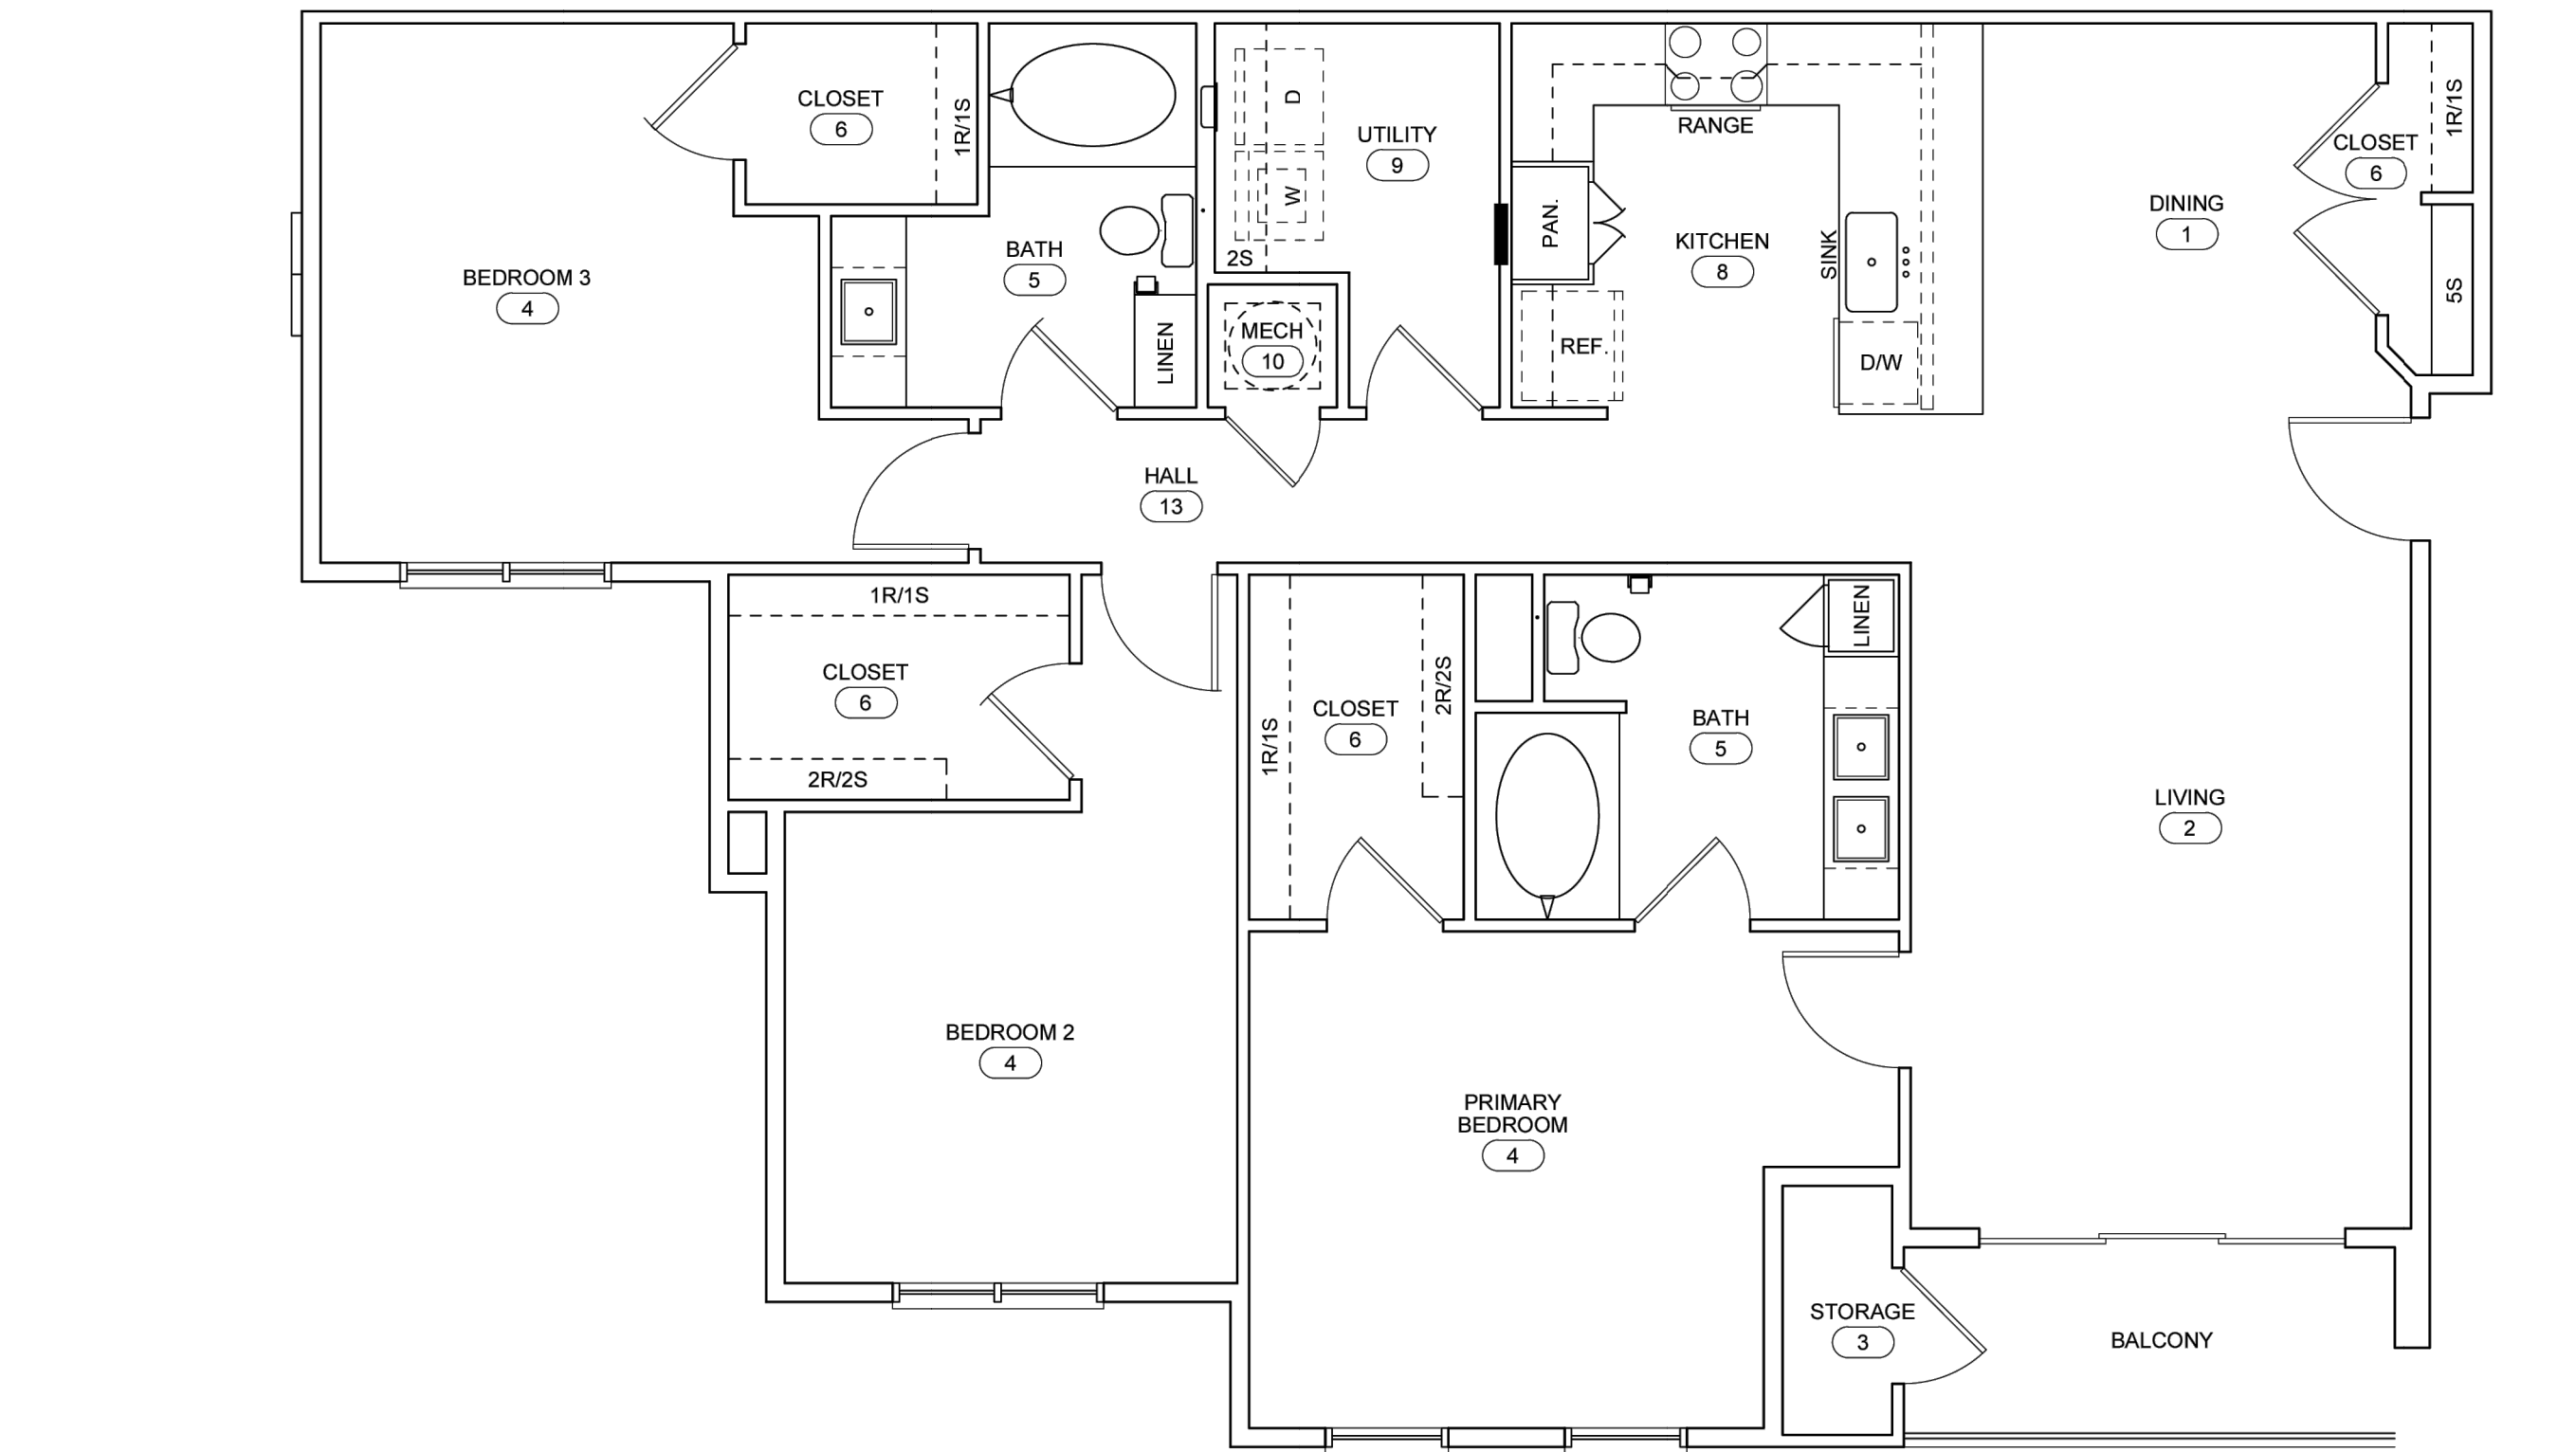 CLOSET
6
1R/1S
D
W
2S
UTILITY
9
RANGE
CLOSET
6
1R/1S
5S
DINING
1
BEDROOM 3
4
BATH
5
LINEN
MECH
10
PAN.
KITCHEN
8
SINK
REF.
D/W
HALL
13
1R/1S
CLOSET
6
2R/2S
1R/1S
CLOSET
6
2R/2S
BATH
5
LINEN
LIVING
2
BEDROOM 2
4
PRIMARY
BEDROOM
4
STORAGE
3
BALCONY